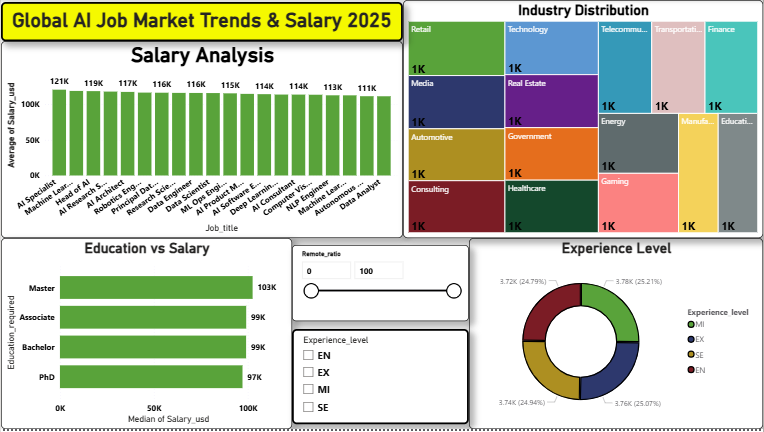 Global AI Job Market Trends & Salary 2025
Salary Analysis
Average of Salary_usd
100K
50K
0K
121K
119K
117K
116K
116K
115K
114K
114K
113K
111K
AI Specialist
Machine Lear...
Head of AI
AI Research S...
AI Architect
Robotics Eng...
Principal Dat...
Research Scie...
Data Engineer
Data Scientist
ML Ops Engi...
AI Product M...
AI Software E...
Deep Learnin...
AI Consultant
Computer Vis...
NLP Engineer
Machine Lear...
Autonomous ...
Data Analyst
Job_title
Industry Distribution
Retail
1K
Media
1K
Automotive
1K
Consulting
1K
Technology
1K
Real Estate
1K
Government
1K
Healthcare
1K
Telecommu...
1K
Transportati...
1K
Finance
1K
Energy
1K
Gaming
1K
Manufa...
1K
Educati...
1K
Education vs Salary
Education_required
Master
103K
Associate
99K
Bachelor
99K
PhD
97K
0K
50K
100K
Median of Salary_usd
Remote_ratio
0
100
Experience_level
EN
EX
MI
SE
Experience Level
3.72K (24.79%)
3.78K (25.21%)
3.74K (24.94%)
3.76K (25.07%)
Experience_level
MI
EX
SE
EN